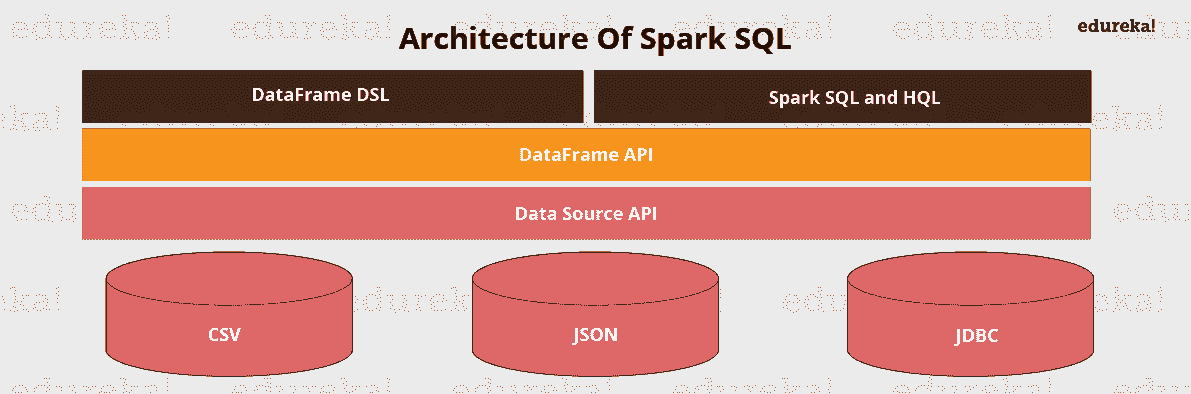 Architecture Of Spark SQL
edureka!
DataFrame DSL
Spark SQL and HQL
DataFrame API
Data Source API
CSV
JSON
JDBC